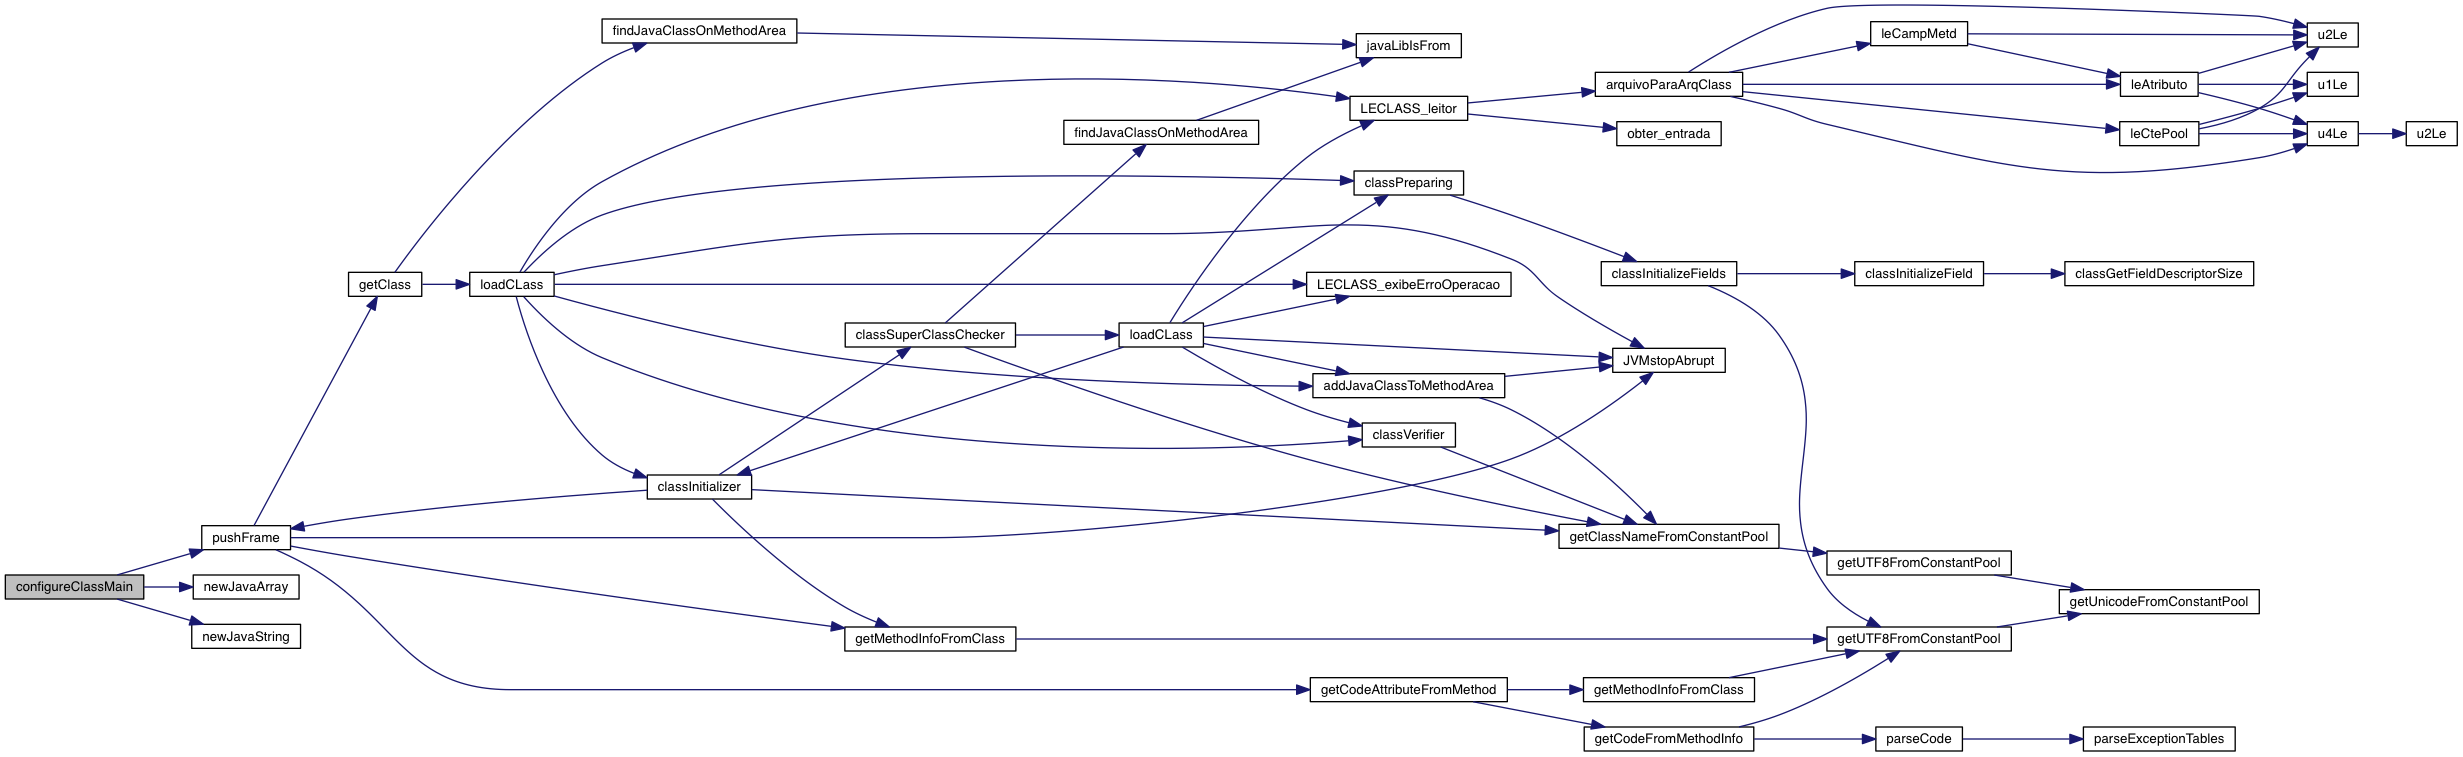 findJavaClassOnMethodArea
javaLibIsFrom
leCampMetd
u2Le
arquivoParaArqClass
leAtributo
u1Le
LECLASS_leitor
findJavaClassOnMethodArea
obter_entrada
leCtePool
u4Le
u2Le
classPreparing
getClass
loadCLass
LECLASS_exibeErroOperacao
classInitializeFields
classInitializeField
classGetFieldDescriptorSize
classSuperClassChecker
loadCLass
JVMstopAbrupt
addJavaClassToMethodArea
classVerifier
classInitializer
pushFrame
getClassNameFromConstantPool
getUTF8FromConstantPool
configureClassMain
newJavaArray
getUnicodeFromConstantPool
newJavaString
getMethodInfoFromClass
getUTF8FromConstantPool
getCodeAttributeFromMethod
getMethodInfoFromClass
getCodeFromMethodInfo
parseCode
parseExceptionTables